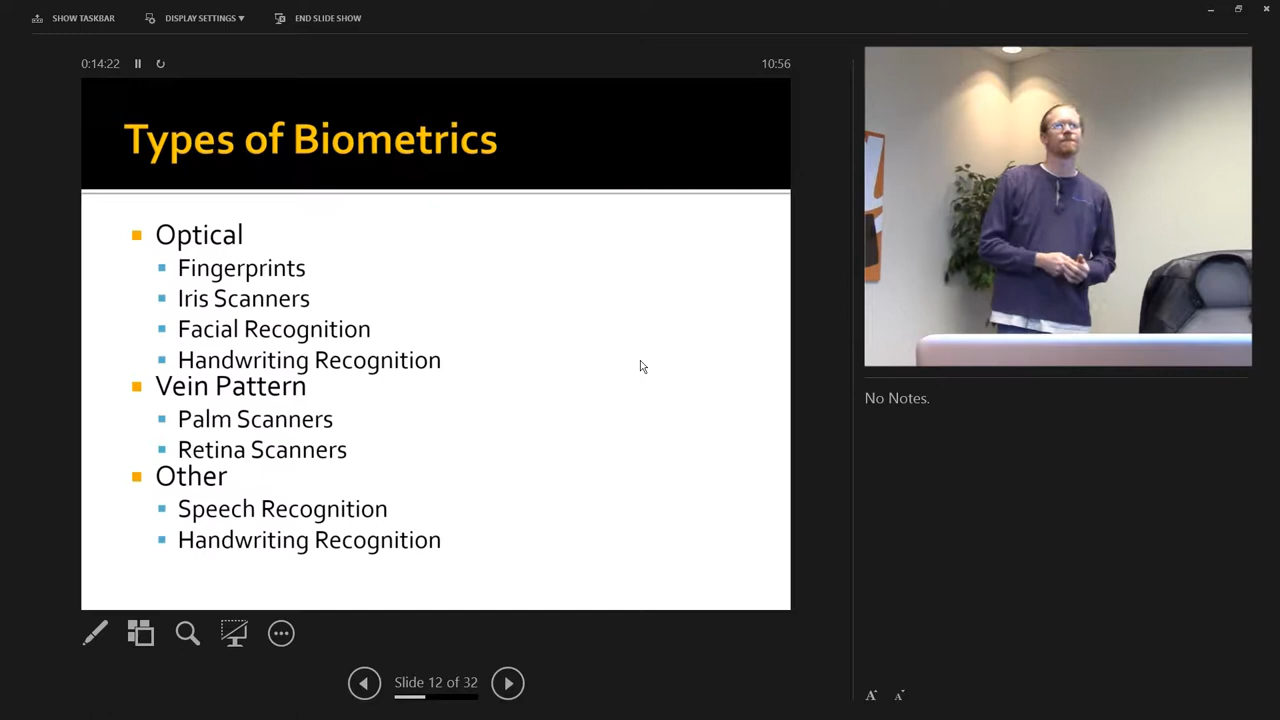 SHOW TASKBAR
DISPLAY SETTINGS ▼
END SLIDE SHOW
0:14:22
10:56
Types of Biometrics
Optical
Fingerprints
Iris Scanners
Facial Recognition
Handwriting Recognition
Vein Pattern
Palm Scanners
Retina Scanners
Other
Speech Recognition
Handwriting Recognition
No Notes.
Slide 12 of 32
A A